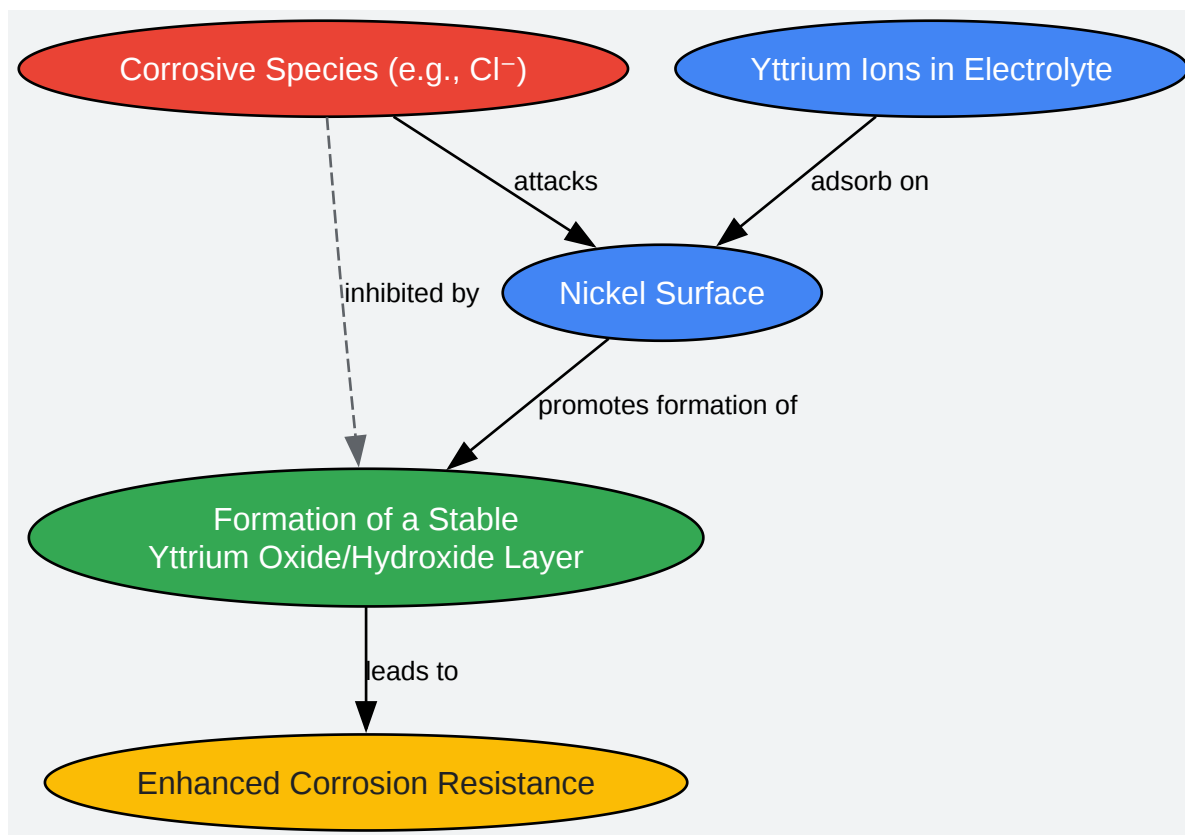 Corrosive Species (e.g., Cl⁻)
Yttrium Ions in Electrolyte
attacks
adsorb on
inhibited by
Nickel Surface
promotes formation of
Formation of a Stable
Yttrium Oxide/Hydroxide Layer
leads to
Enhanced Corrosion Resistance